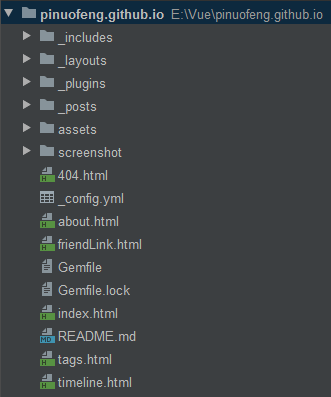 pinuofeng.github.io E:\Vue\pinuofeng.github.io
_includes
_layouts
_plugins
_posts
assets
screenshot
404.html
_config.yml
about.html
friendLink.html
Gemfile
Gemfile.lock
index.html
README.md
tags.html
timeline.html